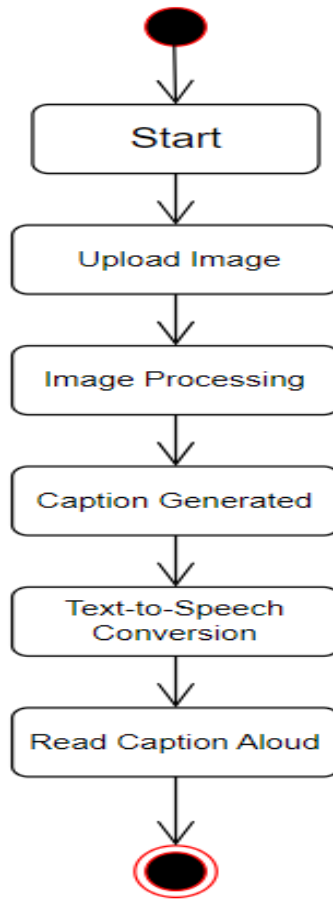 Start
Upload Image
Image Processing
Caption Generated
Text-to-Speech
Conversion
Read Caption Aloud